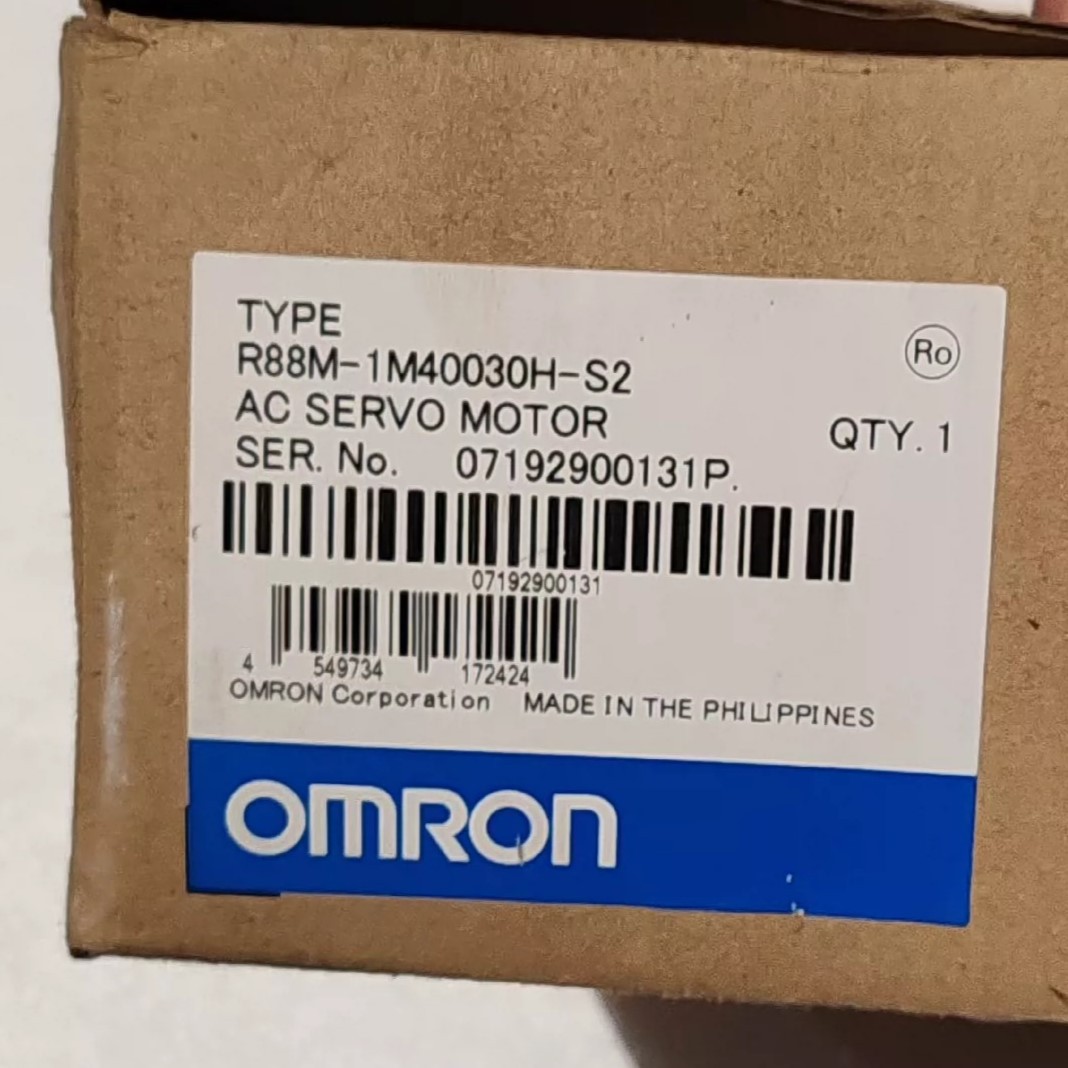 TYPE
R88M-1M40030H-S2
Ro
AC SERVO MOTOR
QTY. 1
SER. No. 07192900131P.
07192900131
4 549734 172424
OMRON Corporation MADE IN THE PHILIPPINES
OMRON